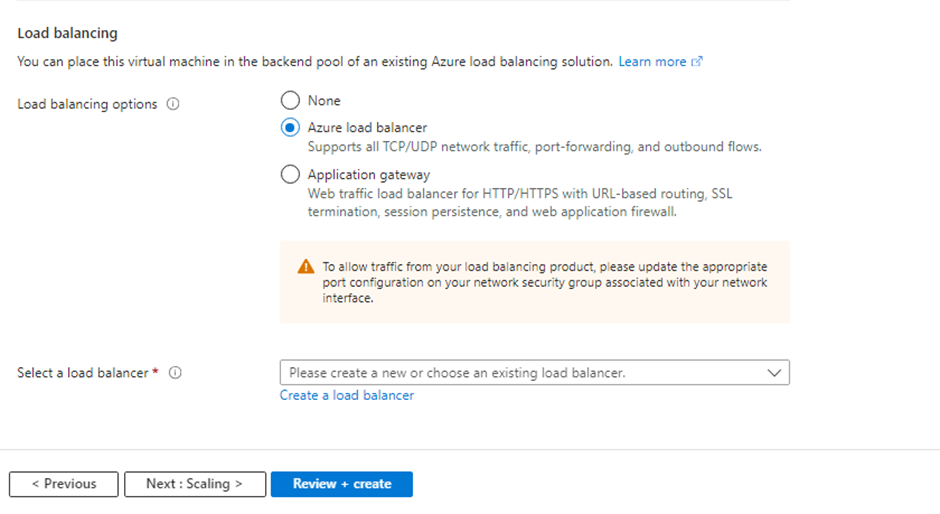 Load balancing
You can place this virtual machine in the backend pool of an existing Azure load balancing solution. Learn more
Load balancing options
None
Azure load balancer
Supports all TCP/UDP network traffic, port-forwarding, and outbound flows.
Application gateway
Web traffic load balancer for HTTP/HTTPS with URL-based routing, SSL
termination, session persistence, and web application firewall.
To allow traffic from your load balancing product, please update the appropriate
port configuration on your network security group associated with your network
interface.
Select a load balancer *
Please create a new or choose an existing load balancer.
Create a load balancer
< Previous
Next : Scaling >
Review + create